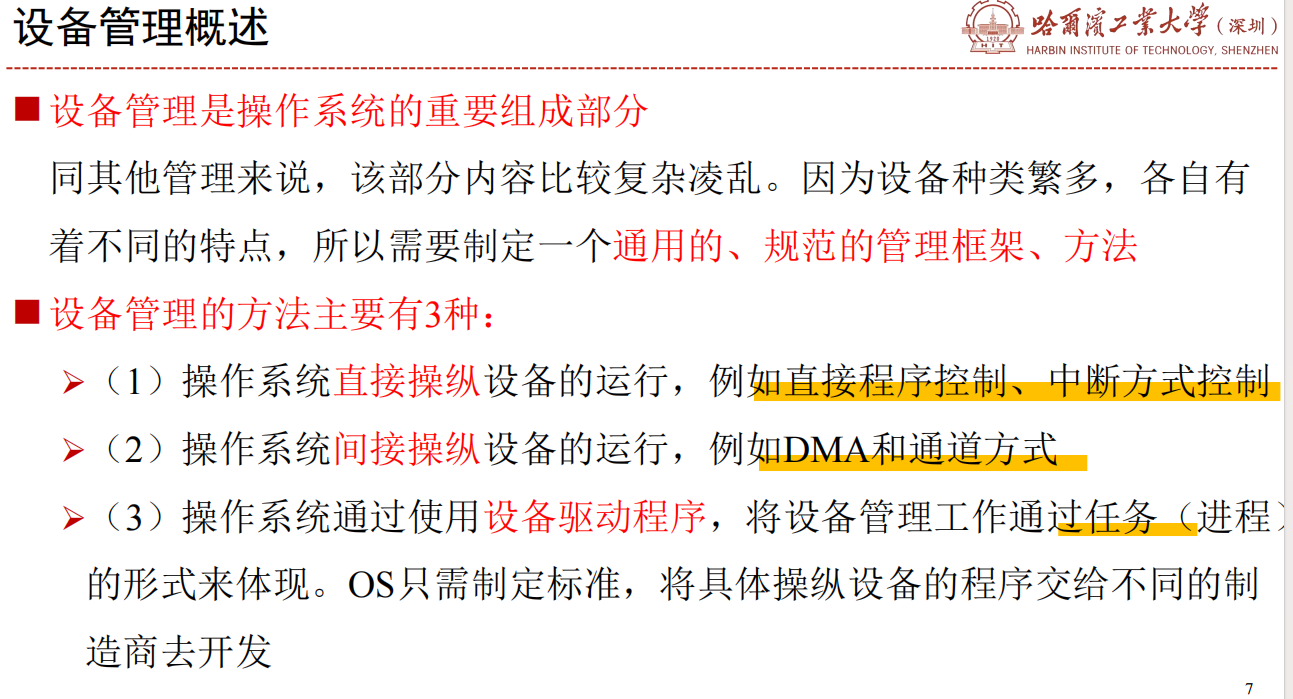 设备管理概述
哈爾濱工業大學(深圳)
HARBIN INSTITUTE OF TECHNOLOGY, SHENZHEN
1920
HIT
设备管理是操作系统的重要组成部分
同其他管理来说，该部分内容比较复杂凌乱。因为设备种类繁多，各自有
着不同的特点，所以需要制定一个通用的、规范的管理框架、方法
设备管理的方法主要有3种：
（1）操作系统直接操纵设备的运行，例如直接程序控制、中断方式控制
（2）操作系统间接操纵设备的运行，例如DMA和通道方式
（3）操作系统通过使用设备驱动程序，将设备管理工作通过任务（进程）
的形式来体现。OS只需制定标准，将具体操纵设备的程序交给不同的制
造商去开发
7